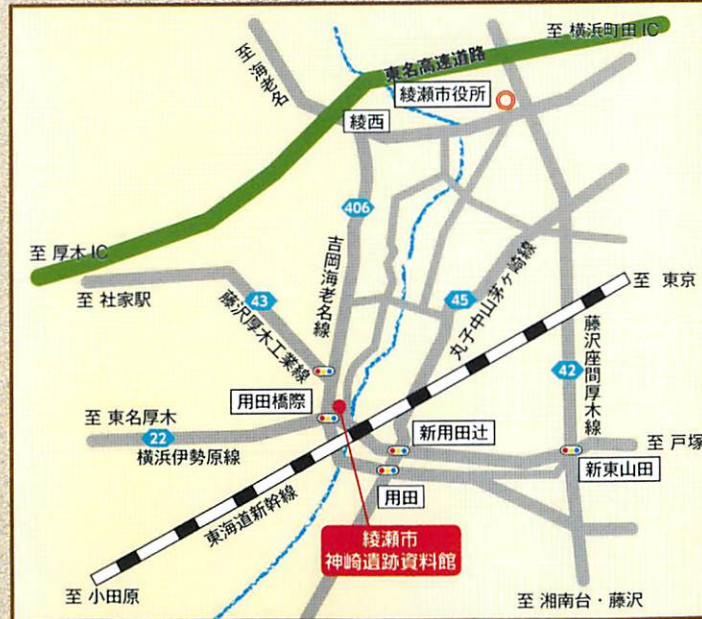 至 横浜町田 IC
至 海老名
東名高速道路
綾瀬市役所
綾西
406
至 厚木 IC
吉岡海老名線
至 社家駅
43
藤沢厚木工業線
45
丸子中山茅ヶ崎線
至 東京
藤沢座間厚木線
42
用田橋際
至 東名厚木
22
横浜伊勢原線
新用田辻
至 戸塚
新東山田
用田
東海道新幹線
綾瀬市
神崎遺跡資料館
至 小田原
至 湘南台・藤沢